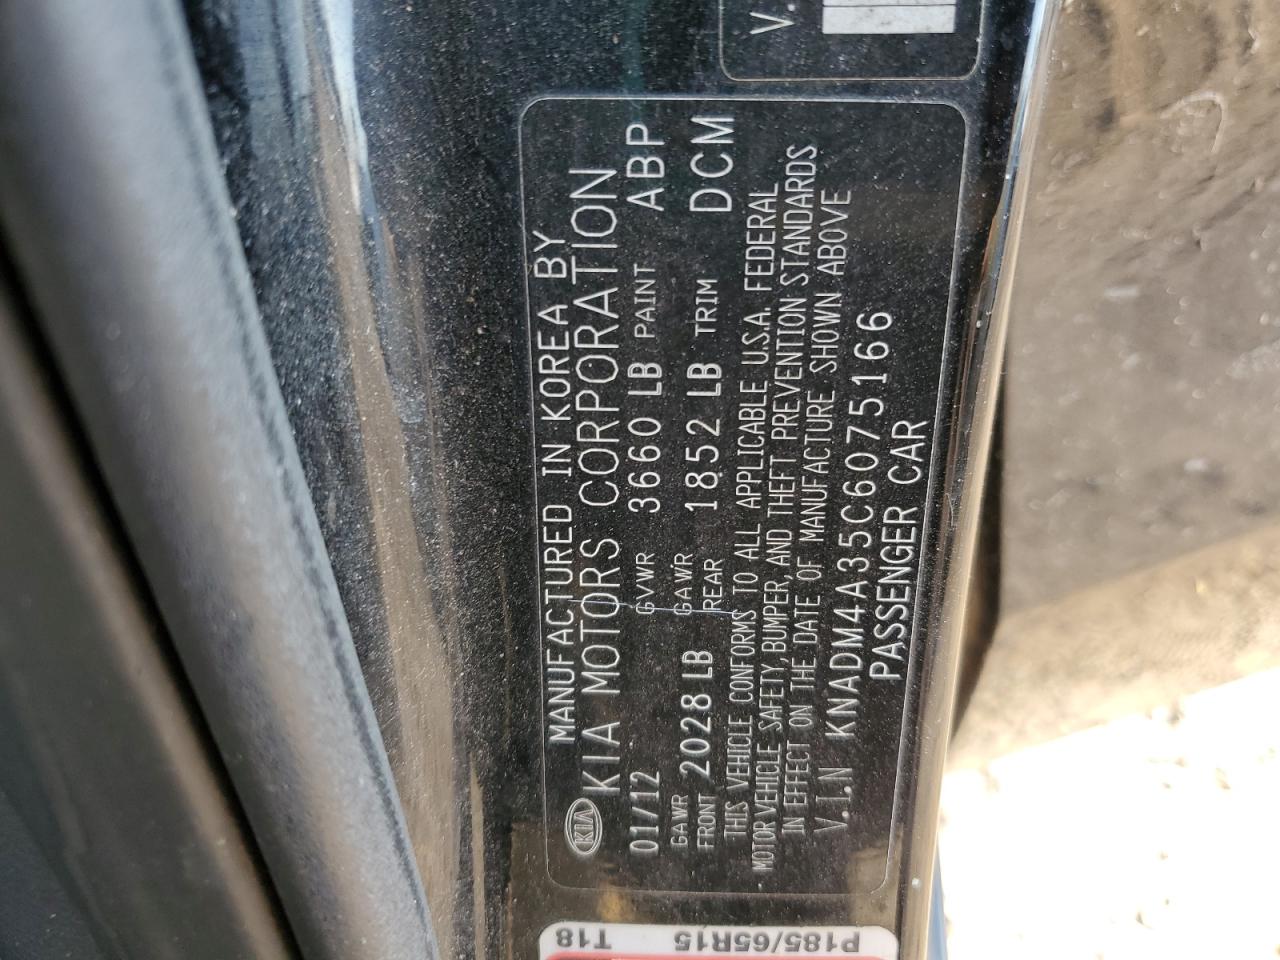 V.
MANUFACTURED IN KOREA BY
KIA KIA MOTORS CORPORATION
01/12 GVWR 3660 LB PAINT ABP
GAWR FRONT 2028 LB GAWR REAR 1852 LB TRIM DCM
THIS VEHICLE CONFORMS TO ALL APPLICABLE U.S.A. FEDERAL
MOTOR VEHICLE SAFETY, BUMPER, AND THEFT PREVENTION STANDARDS
IN EFFECT ON THE DATE OF MANUFACTURE SHOWN ABOVE
V.I.N KNADM4A35C6075166
PASSENGER CAR
T18
P185/65R15